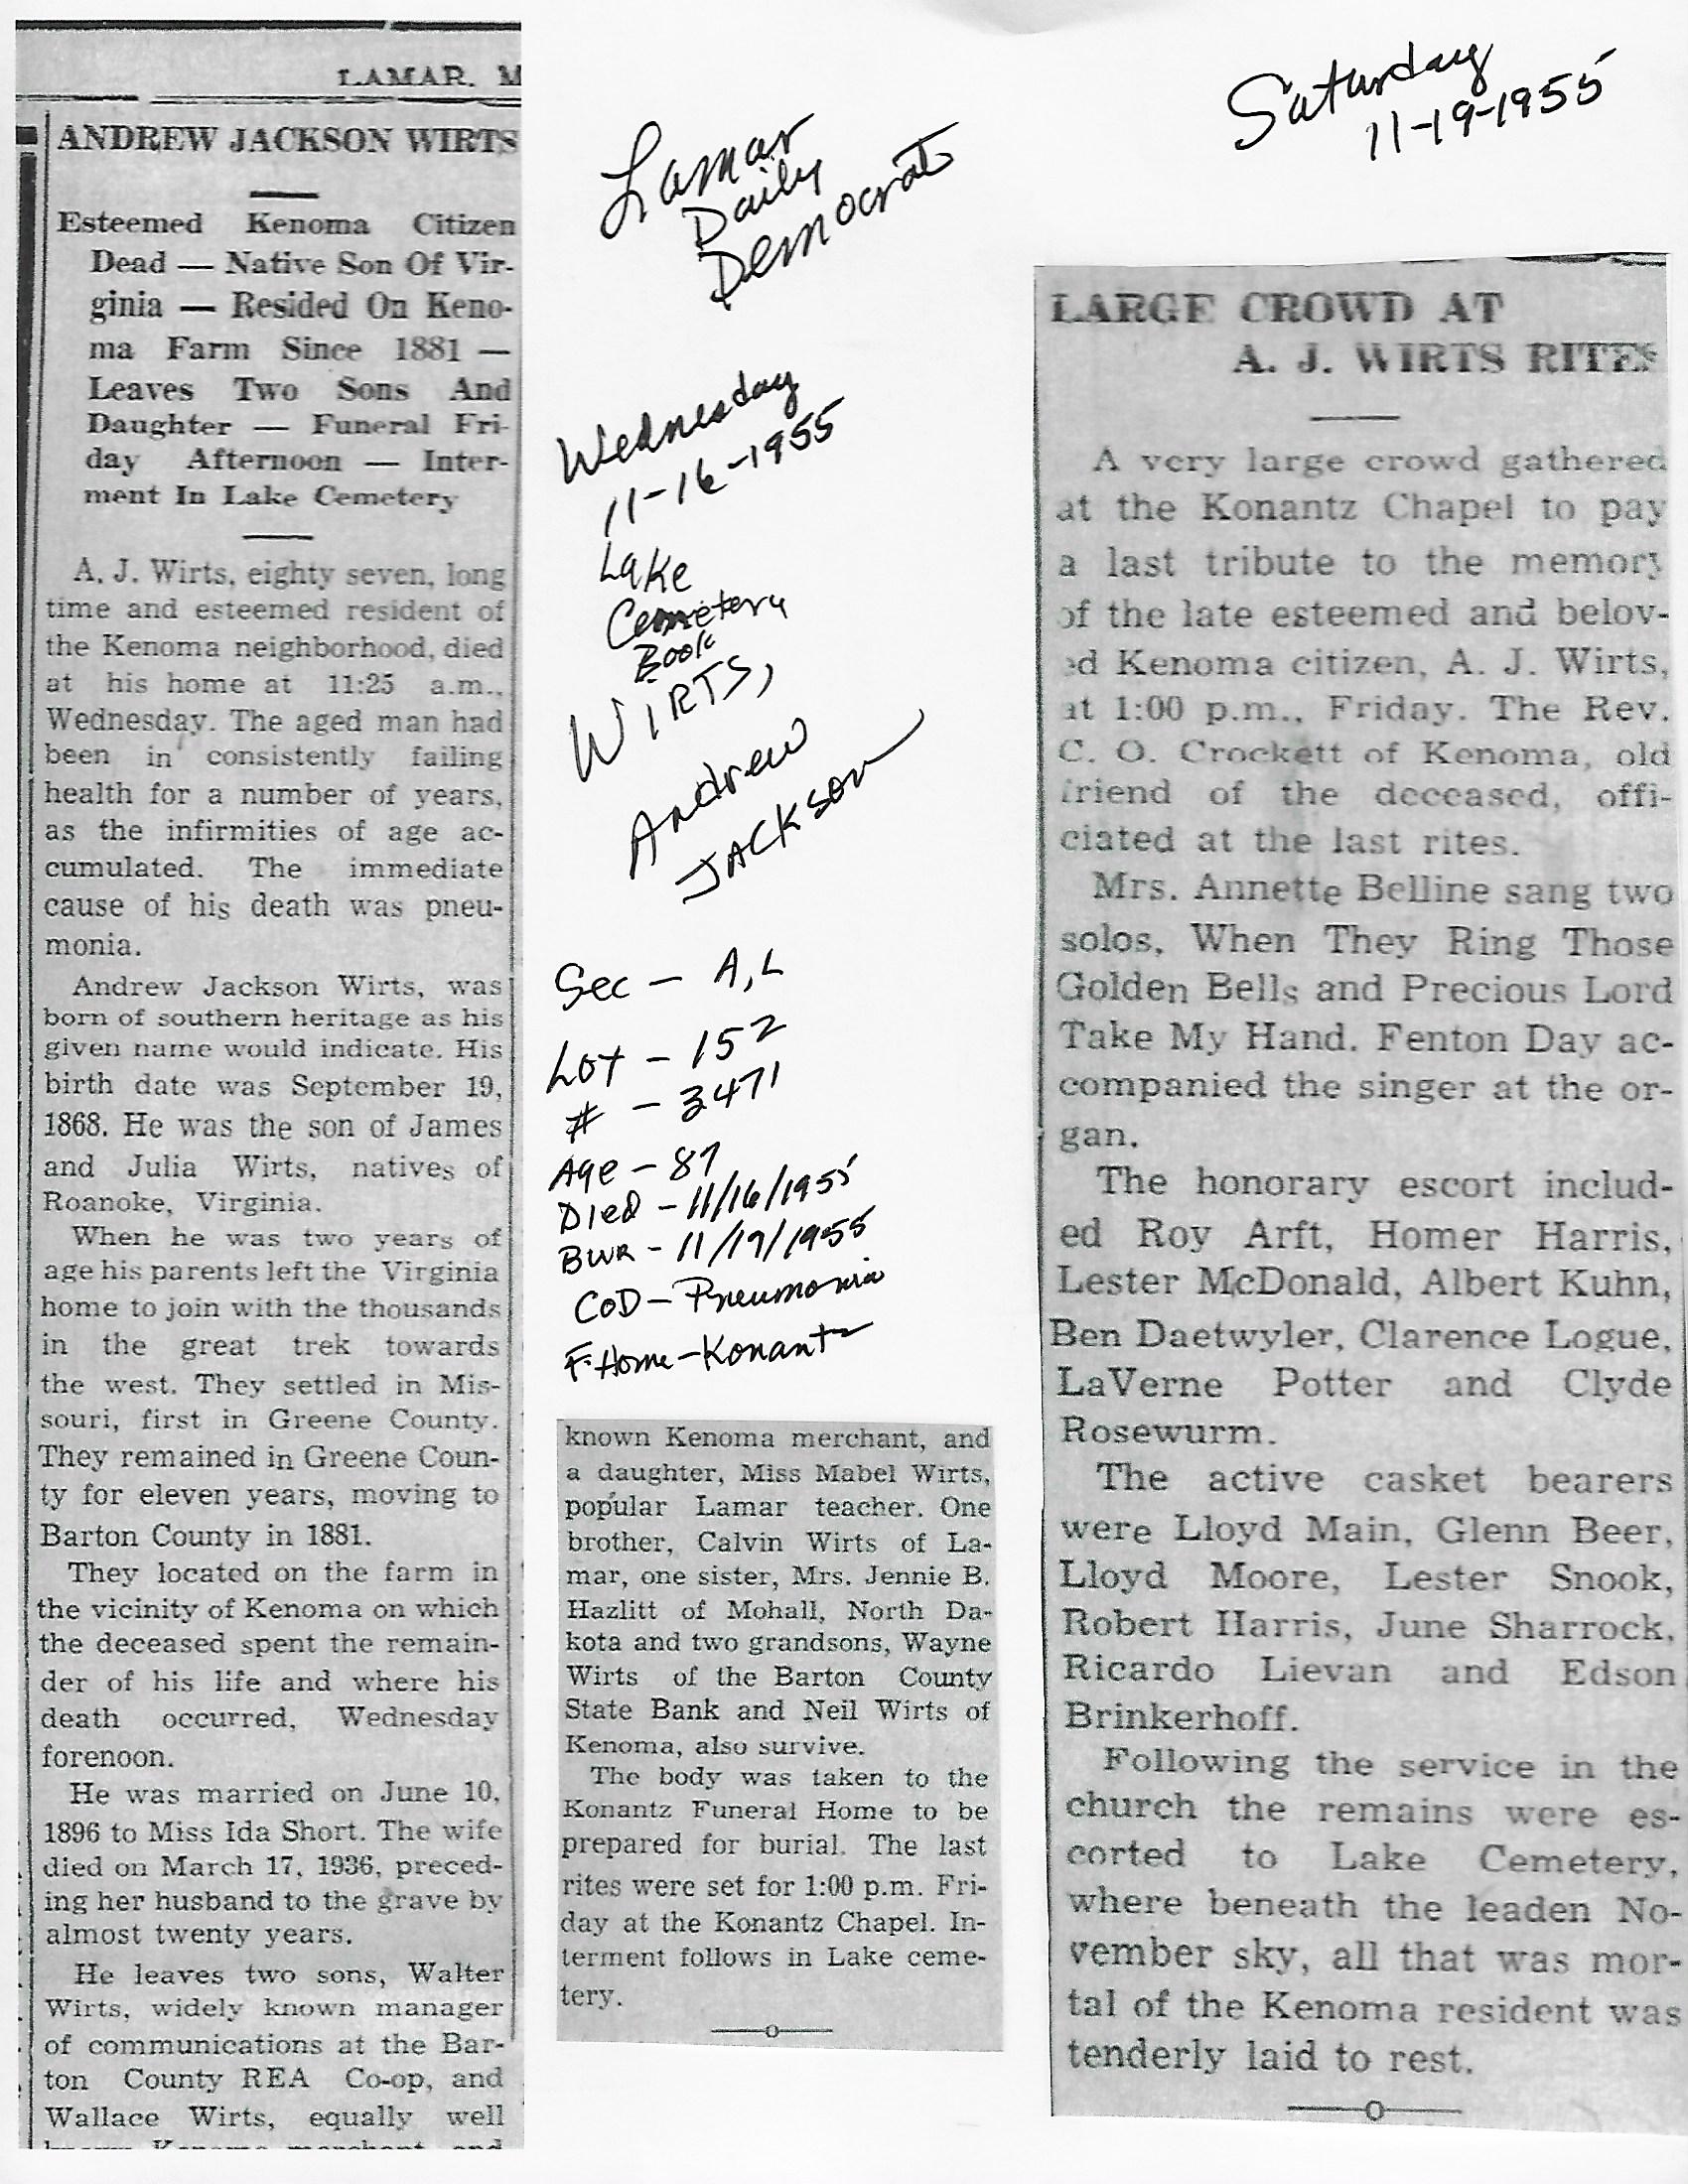 LAMAR, M
ANDREW JACKSON WIRTS
Esteemed Kenoma Citizen
Dead — Native Son Of Vir-
ginia — Resided On Keno-
ma Farm Since 1881 —
Leaves Two Sons And
Daughter — Funeral Fri-
day Afternoon — Inter-
ment In Lake Cemetery
A. J. Wirts, eighty seven, long
time and esteemed resident of
the Kenoma neighborhood, died
at his home at 11:25 a.m.,
Wednesday. The aged man had
been in consistently failing
health for a number of years,
as the infirmities of age ac-
cumulated. The immediate
cause of his death was pneu-
monia.
Andrew Jackson Wirts, was
born of southern heritage as his
given name would indicate. His
birth date was September 19,
1868. He was the son of James
and Julia Wirts, natives of
Roanoke, Virginia.
When he was two years of
age his parents left the Virginia
home to join with the thousands
in the great trek towards
the west. They settled in Mis-
souri, first in Greene County.
They remained in Greene Coun-
ty for eleven years, moving to
Barton County in 1881.
They located on the farm in
the vicinity of Kenoma on which
the deceased spent the remain-
der of his life and where his
death occurred, Wednesday
forenoon.
He was married on June 10,
1896 to Miss Ida Short. The wife
died on March 17, 1936, preced-
ing her husband to the grave by
almost twenty years.
He leaves two sons, Walter
Wirts, widely known manager
of communications at the Bar-
ton County REA Co-op, and
Wallace Wirts, equally well
known Kenoma merchant, and
Lamar
Daily
Democrat
Wednesday
11-16-1955
Lake
Cemetery
Book
WIRTS,
Andrew
JACKSON
Sec - A, L
Lot - 152
# - 3471
Age - 87
Died - 11/16/1955
BUR - 11/19/1955
COD - Pneumonia
F. Home - Konantz
known Kenoma merchant, and
a daughter, Miss Mabel Wirts,
popular Lamar teacher. One
brother, Calvin Wirts of La-
mar, one sister, Mrs. Jennie B.
Hazlitt of Mohall, North Da-
kota and two grandsons, Wayne
Wirts of the Barton County
State Bank and Neil Wirts of
Kenoma, also survive.
The body was taken to the
Konantz Funeral Home to be
prepared for burial. The last
rites were set for 1:00 p.m. Fri-
day at the Konantz Chapel. In-
terment follows in Lake ceme-
tery.
Saturday
11-19-1955
LARGE CROWD AT
A. J. WIRTS RITES
A very large crowd gathered
at the Konantz Chapel to pay
a last tribute to the memory
of the late esteemed and belov-
ed Kenoma citizen, A. J. Wirts,
at 1:00 p.m., Friday. The Rev.
C. O. Crockett of Kenoma, old
friend of the deceased, offi-
ciated at the last rites.
Mrs. Annette Belline sang two
solos, When They Ring Those
Golden Bells and Precious Lord
Take My Hand. Fenton Day ac-
companied the singer at the or-
gan.
The honorary escort includ-
ed Roy Arft, Homer Harris,
Lester McDonald, Albert Kuhn,
Ben Daetwyler, Clarence Logue,
LaVerne Potter and Clyde
Rosewurm.
The active casket bearers
were Lloyd Main, Glenn Beer,
Lloyd Moore, Lester Snook,
Robert Harris, June Sharrock,
Ricardo Lievan and Edson
Brinkerhoff.
Following the service in the
church the remains were es-
corted to Lake Cemetery,
where beneath the leaden No-
vember sky, all that was mor-
tal of the Kenoma resident was
tenderly laid to rest.